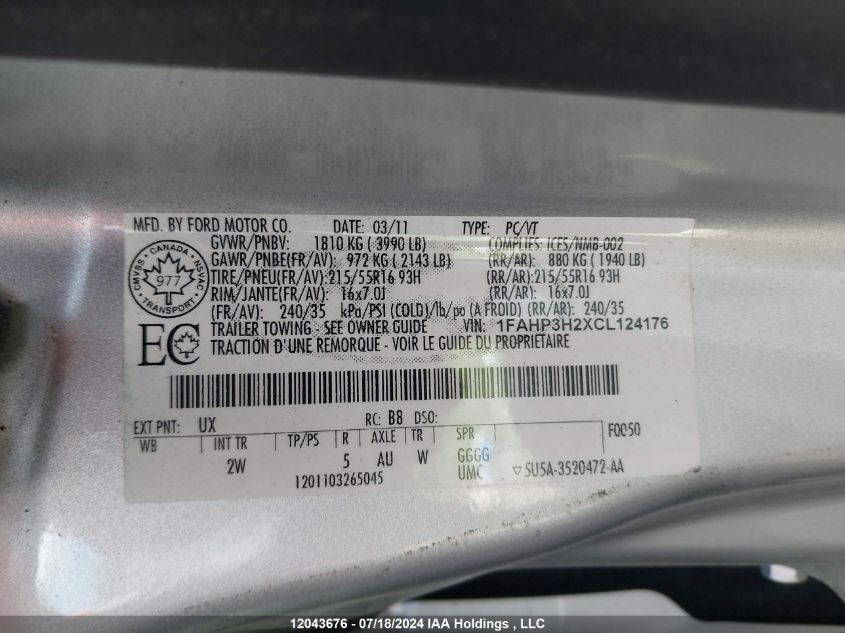 MFD. BY FORD MOTOR CO. DATE: 03/11 TYPE: PC/VT
GVWR/PNBV: 1810 KG ( 3990 LB) COMPLIES: ICES/NMB-002
GAWR/PNBE(FR/AV): 972 KG ( 2143 LB) (RR/AR): 880 KG ( 1940 LB)
TIRE/PNEU(FR/AV):215/55R16 93H (RR/AR):215/55R16 93H
RIM/JANTE(FR/AV): 16x7.0J (RR/AR): 16x7.0J
(FR/AV): 240/35 kPa/PSI (COLD)/lb/po (A FROID) (RR/AR): 240/35
TRAILER TOWING - SEE OWNER GUIDE VIN: 1FAHP3H2XCL124176
TRACTION D'UNE REMORQUE - VOIR LE GUIDE DU PROPRIETAIRE
CMVSS • CANADA • NSVAC • TRANSPORT •
977
EC
EXT PNT: UX RC: B8 DSO:
WB INT TR TP/PS R AXLE TR SPR F0050
2W 5 AU W GGGG
UMC ▽5U5A-3520472-AA
1201103265045
12043676 - 07/18/2024 IAA Holdings , LLC